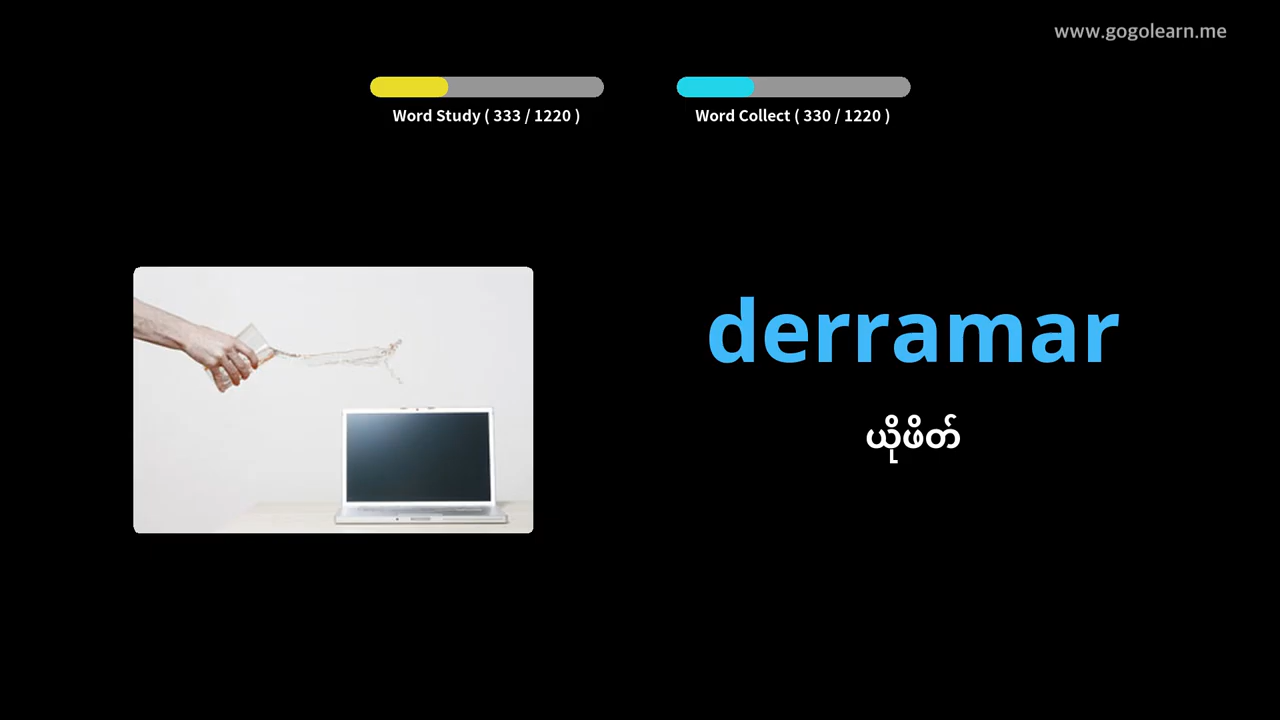 www.gogolearn.me
Word Study ( 333 / 1220 )
Word Collect ( 330 / 1220 )
derramar
ယိုဖိတ်